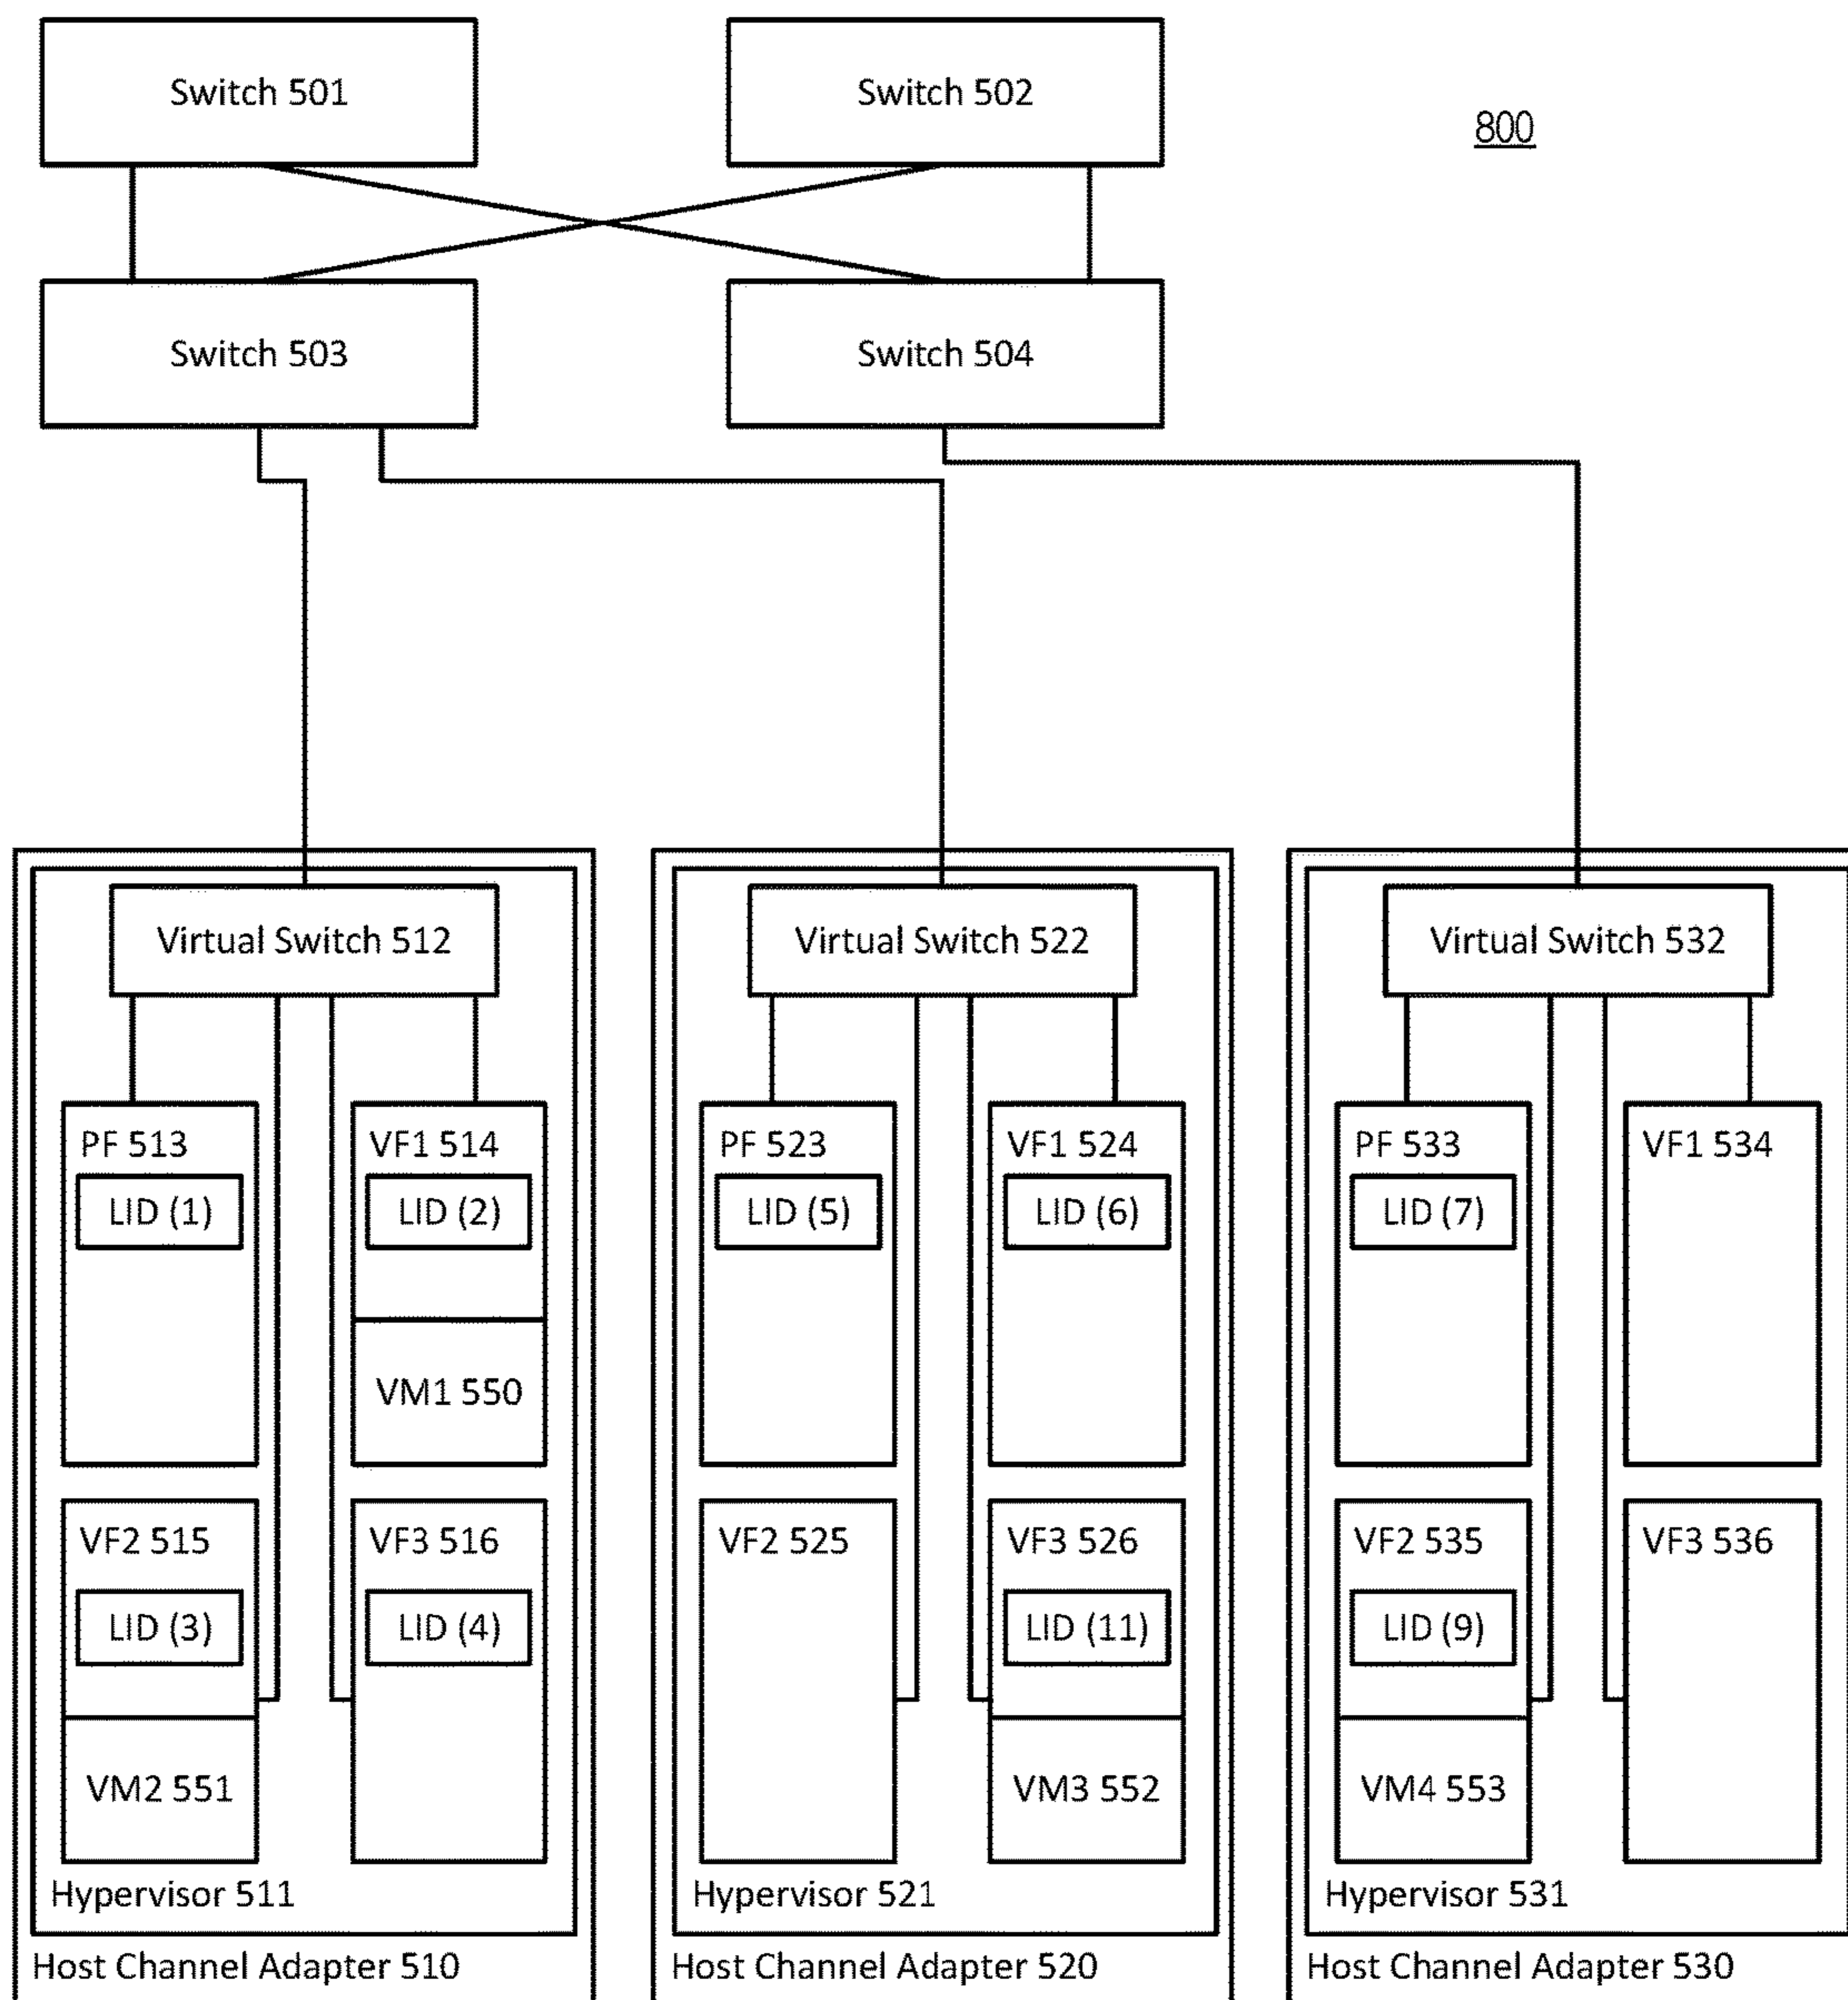 Switch 501
Switch 502
800
Switch 503
Switch 504
Virtual Switch 512
Virtual Switch 522
Virtual Switch 532
PF 513
LID (1)
VF1 514
LID (2)
VM1 550
VF2 515
LID (3)
VM2 551
VF3 516
LID (4)
Hypervisor 511
Host Channel Adapter 510
PF 523
LID (5)
VF1 524
LID (6)
VF2 525
VF3 526
LID (11)
VM3 552
Hypervisor 521
Host Channel Adapter 520
PF 533
LID (7)
VF1 534
VF2 535
LID (9)
VM4 553
VF3 536
Hypervisor 531
Host Channel Adapter 530